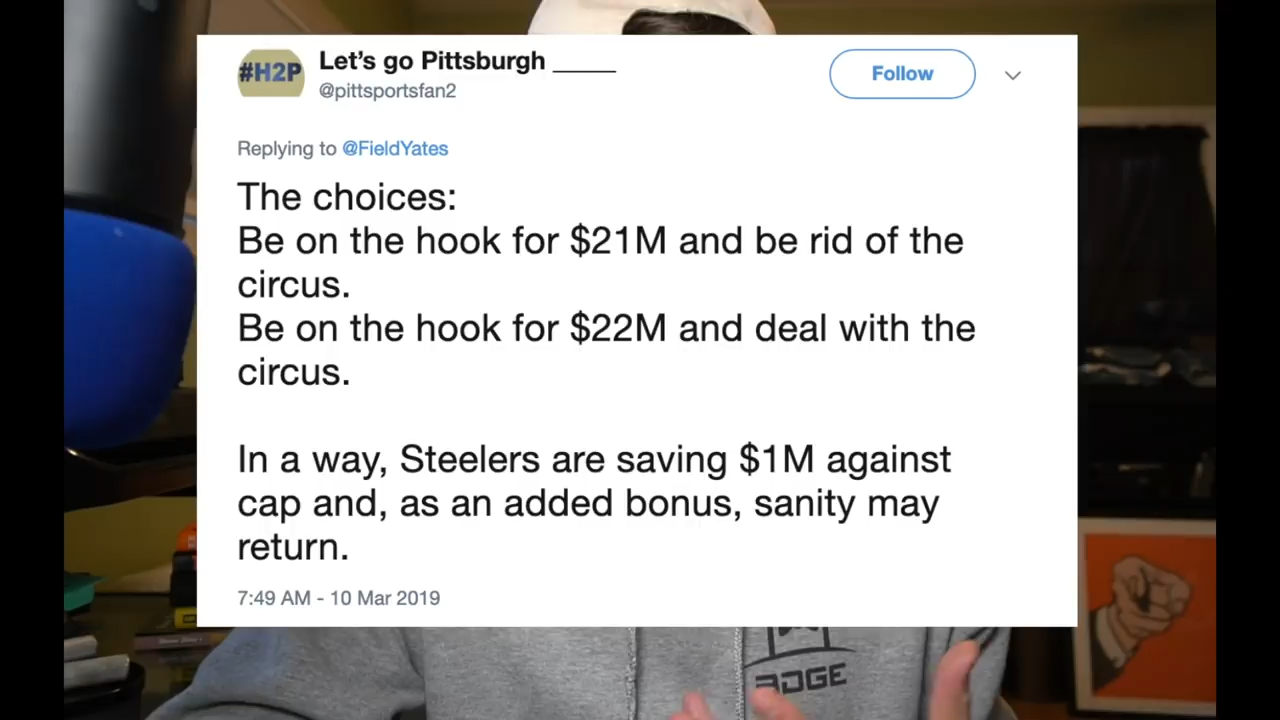 #H2P
Let's go Pittsburgh _____
@pittsportsfan2
Follow
Replying to @FieldYates
The choices:
Be on the hook for $21M and be rid of the
circus.
Be on the hook for $22M and deal with the
circus.
In a way, Steelers are saving $1M against
cap and, as an added bonus, sanity may
return.
7:49 AM - 10 Mar 2019